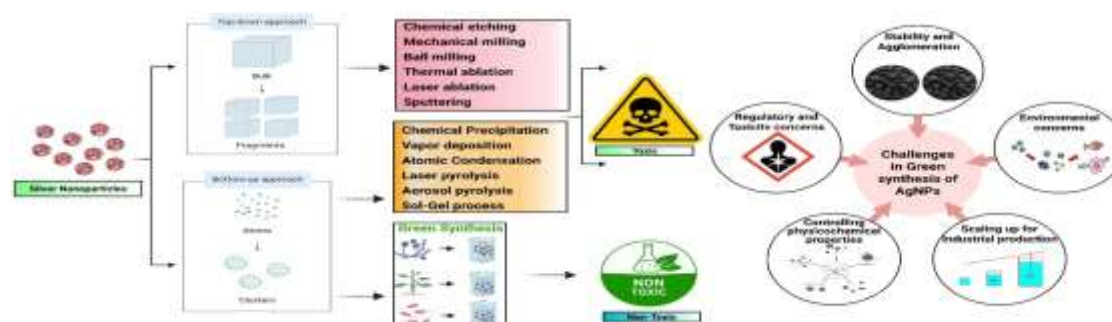 Top-down approach
Bulk
Fragments
Silver Nanoparticles
Bottom-up approach
Atoms
Clusters
Chemical etching
Mechanical milling
Ball milling
Thermal ablation
Laser ablation
Sputtering
Chemical Precipitation
Vapor deposition
Atomic Condensation
Laser pyrolysis
Aerosol pyrolysis
Sol-Gel process
Green Synthesis
Toxic
NON
TOXIC
Non-Toxic
Stability and
Agglomeration
Regulatory and
Toxicity concerns
Environmental
concerns
Challenges
in Green
synthesis of
AgNPs
Controlling
physicochemical
properties
Scaling up for
Industrial production